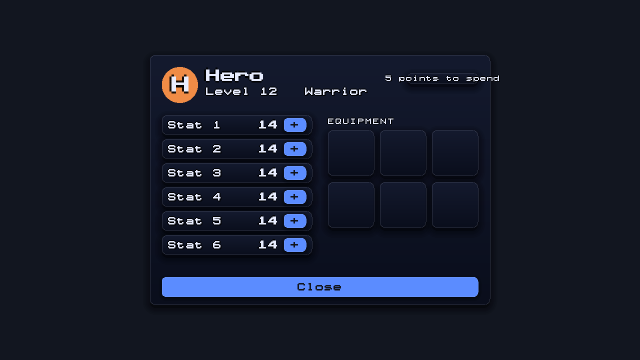 H
Hero
Level 12 Warrior
5 points to spend
Stat 1 14 +
Stat 2 14 +
Stat 3 14 +
Stat 4 14 +
Stat 5 14 +
Stat 6 14 +
EQUIPMENT
Close